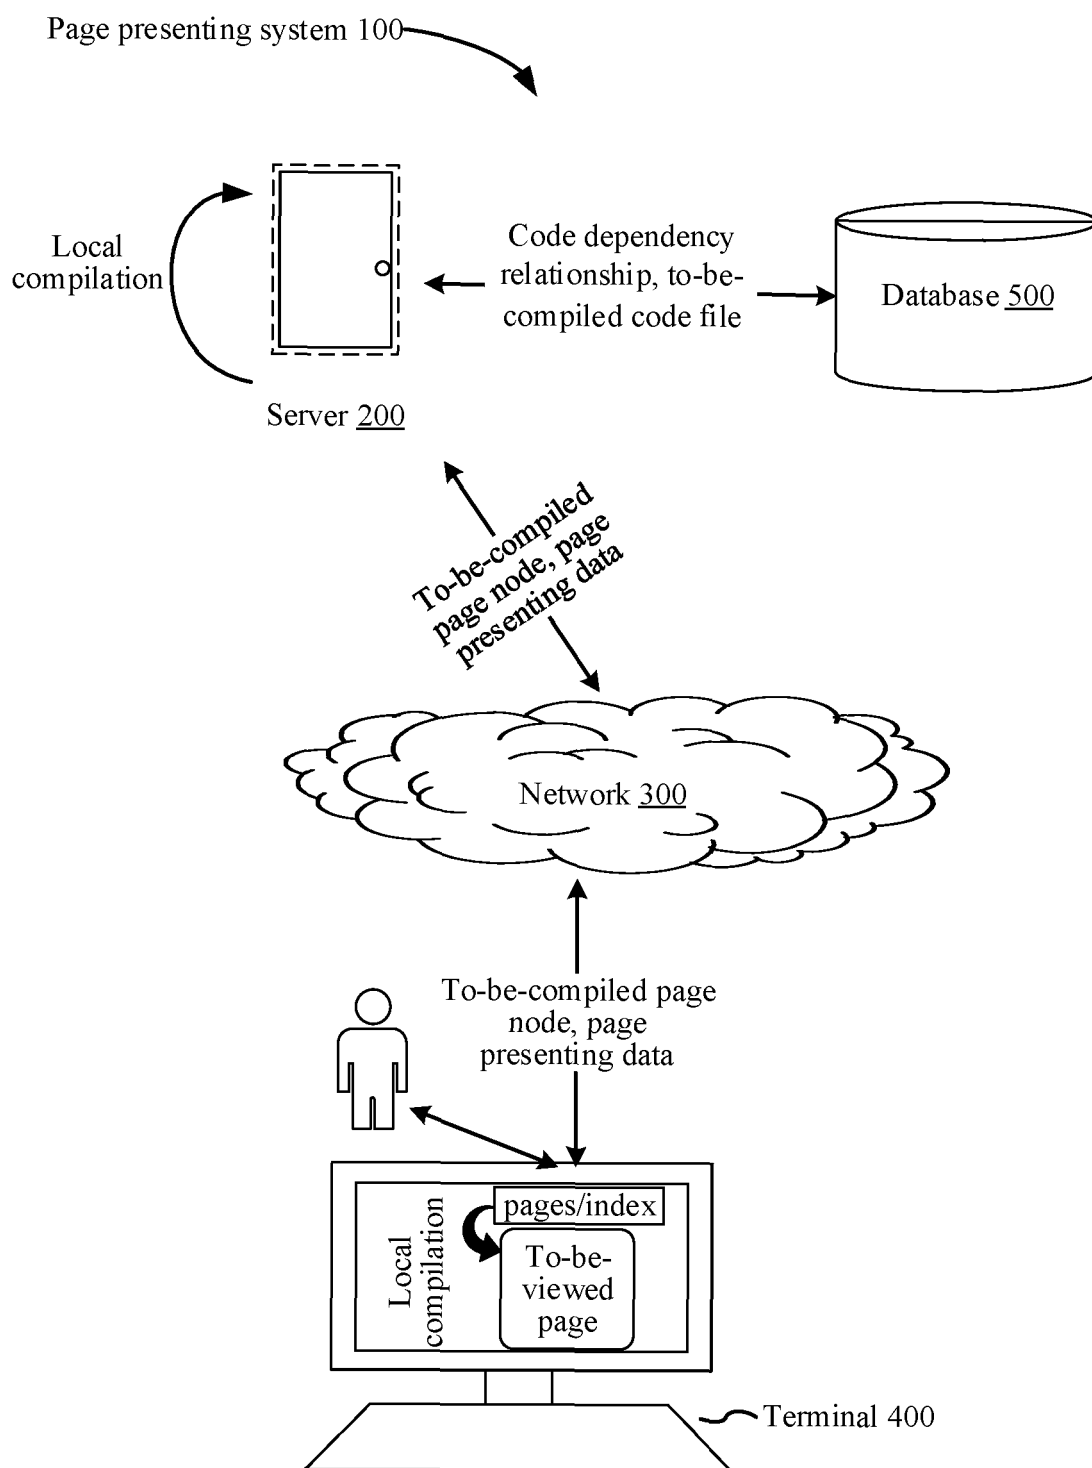 Page presenting system 100
Local
compilation
Code dependency
relationship, to-be-
compiled code file
Database 500
Server 200
To-be-compiled
page node, page
presenting data
Network 300
To-be-compiled page
node, page
presenting data
pages/index
Local
compilation
To-be-
viewed
page
Terminal 400